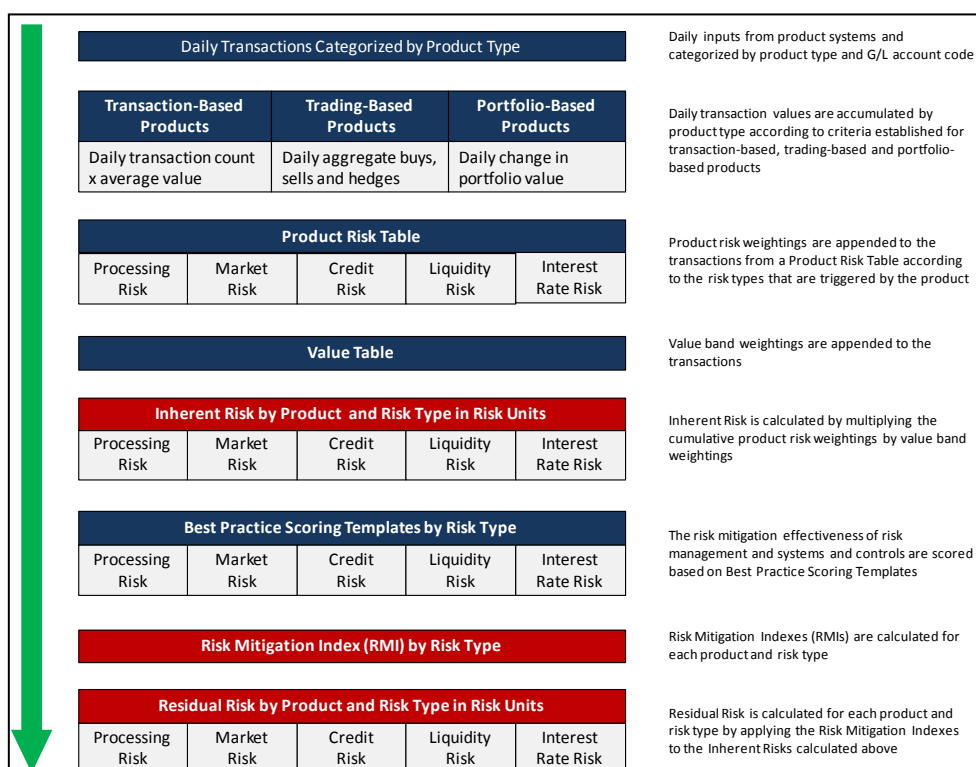 Daily Transactions Categorized by Product Type
Daily inputs from product systems and
categorized by product type and G/L account code
Transaction-Based
Products
Trading-Based
Products
Portfolio-Based
Products
Daily transaction count
x average value
Daily aggregate buys,
sells and hedges
Daily change in
portfolio value
Daily transaction values are accumulated by
product type according to criteria established for
transaction-based, trading-based and portfolio-
based products
Product Risk Table
Processing
Risk
Market
Risk
Credit
Risk
Liquidity
Risk
Interest
Rate Risk
Product risk weightings are appended to the
transactions from a Product Risk Table according
to the risk types that are triggered by the product
Value Table
Value band weightings are appended to the
transactions
Inherent Risk by Product and Risk Type in Risk Units
Processing
Risk
Market
Risk
Credit
Risk
Liquidity
Risk
Interest
Rate Risk
Inherent Risk is calculated by multiplying the
cumulative product risk weightings by value band
weightings
Best Practice Scoring Templates by Risk Type
Processing
Risk
Market
Risk
Credit
Risk
Liquidity
Risk
Interest
Rate Risk
The risk mitigation effectiveness of risk
management and systems and controls are scored
based on Best Practice Scoring Templates
Risk Mitigation Index (RMI) by Risk Type
Risk Mitigation Indexes (RMIs) are calculated for
each product and risk type
Residual Risk by Product and Risk Type in Risk Units
Processing
Risk
Market
Risk
Credit
Risk
Liquidity
Risk
Interest
Rate Risk
Residual Risk is calculated for each product and
risk type by applying the Risk Mitigation Indexes
to the Inherent Risks calculated above